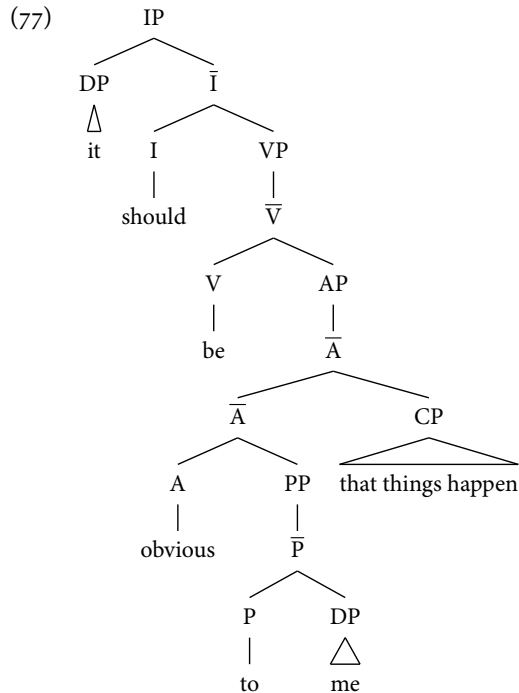 (77) IP
DP Ī
it I VP
should V̅
V AP
be A̅
A̅ CP
A PP that things happen
obvious P̅
P DP
to me